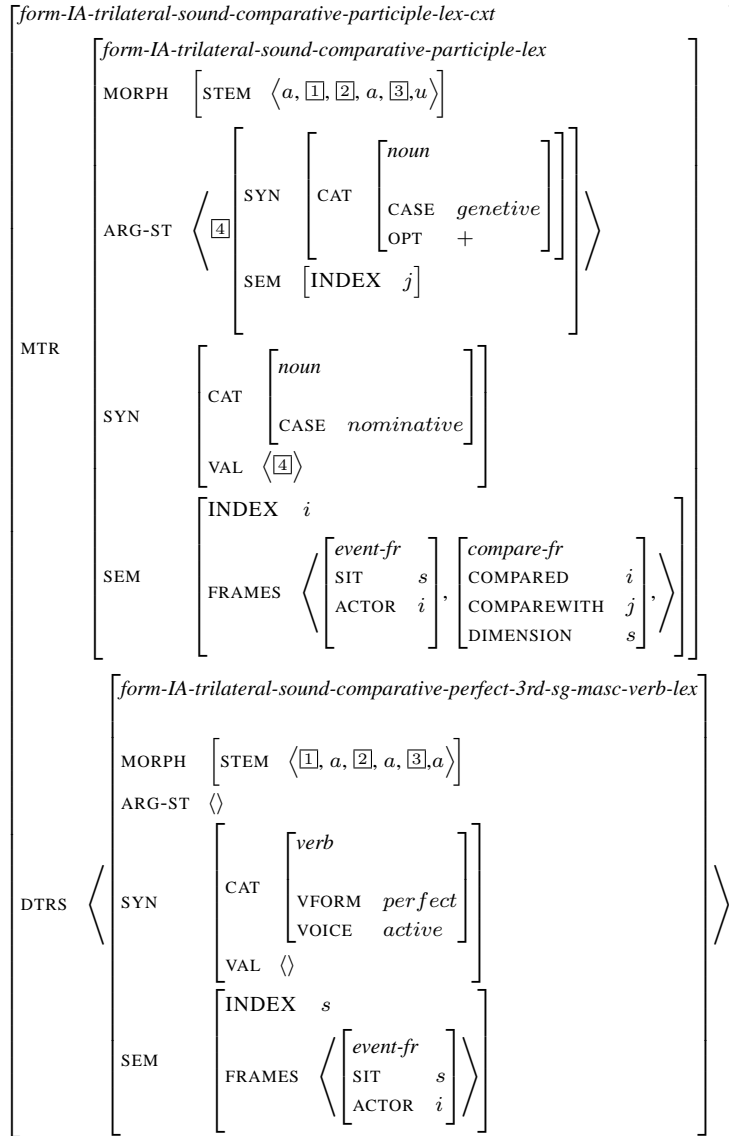 form-IA-trilateral-sound-comparative-participle-lex-cxt
form-IA-trilateral-sound-comparative-participle-lex
MORPH [STEM ⟨a, 1, 2, a, 3,u⟩]
noun
SYN CAT
CASE genetive
ARG-ST ⟨ 4 OPT + ⟩
SEM [INDEX j]
MTR
noun
CAT
SYN CASE nominative
VAL ⟨4⟩
INDEX i
event-fr compare-fr
SEM SIT s COMPARED i
FRAMES ⟨ ACTOR i , COMPAREWITH j , ⟩
DIMENSION s
form-IA-trilateral-sound-comparative-perfect-3rd-sg-masc-verb-lex
MORPH [STEM ⟨1, a, 2, a, 3,a⟩]
ARG-ST ⟨⟩
verb
CAT
DTRS ⟨ SYN VFORM perfect ⟩
VOICE active
VAL ⟨⟩
INDEX s
event-fr
SEM FRAMES ⟨ SIT s ⟩
ACTOR i